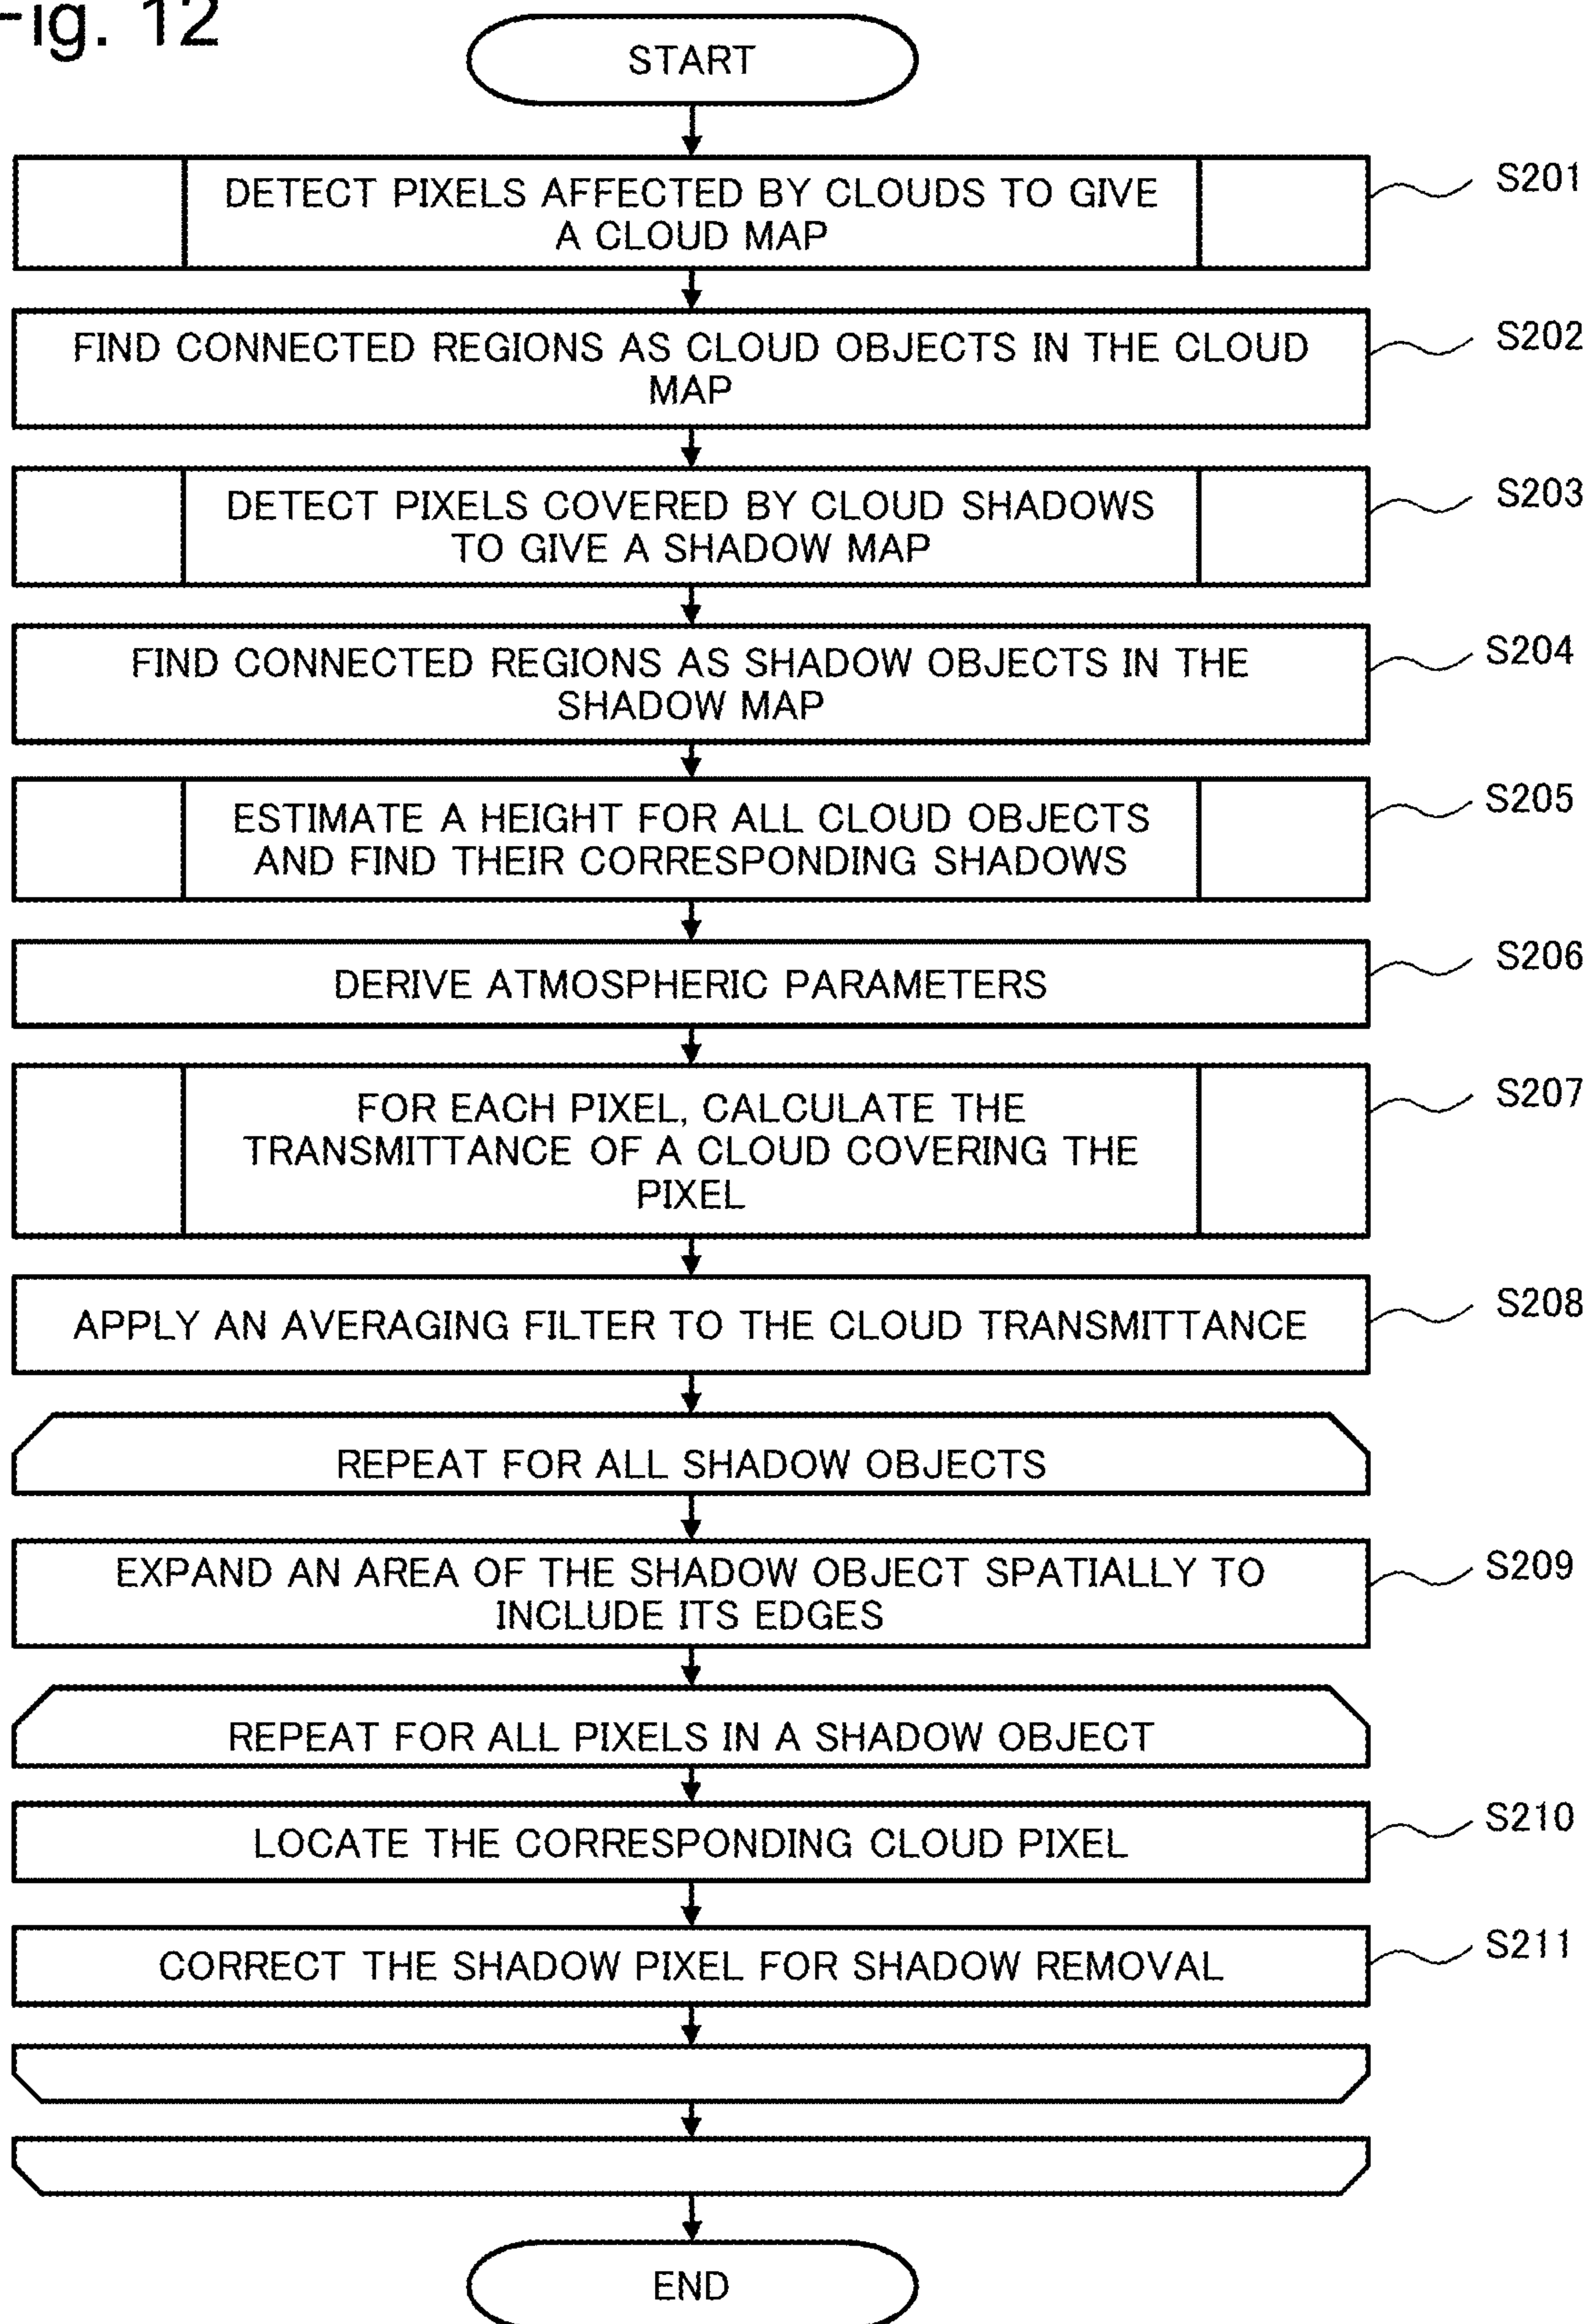 Fig. 12
START
DETECT PIXELS AFFECTED BY CLOUDS TO GIVE
A CLOUD MAP
S201
FIND CONNECTED REGIONS AS CLOUD OBJECTS IN THE CLOUD
MAP
S202
DETECT PIXELS COVERED BY CLOUD SHADOWS
TO GIVE A SHADOW MAP
S203
FIND CONNECTED REGIONS AS SHADOW OBJECTS IN THE
SHADOW MAP
S204
ESTIMATE A HEIGHT FOR ALL CLOUD OBJECTS
AND FIND THEIR CORRESPONDING SHADOWS
S205
DERIVE ATMOSPHERIC PARAMETERS
S206
FOR EACH PIXEL, CALCULATE THE
TRANSMITTANCE OF A CLOUD COVERING THE
PIXEL
S207
APPLY AN AVERAGING FILTER TO THE CLOUD TRANSMITTANCE
S208
REPEAT FOR ALL SHADOW OBJECTS
EXPAND AN AREA OF THE SHADOW OBJECT SPATIALLY TO
INCLUDE ITS EDGES
S209
REPEAT FOR ALL PIXELS IN A SHADOW OBJECT
LOCATE THE CORRESPONDING CLOUD PIXEL
S210
CORRECT THE SHADOW PIXEL FOR SHADOW REMOVAL
S211
END